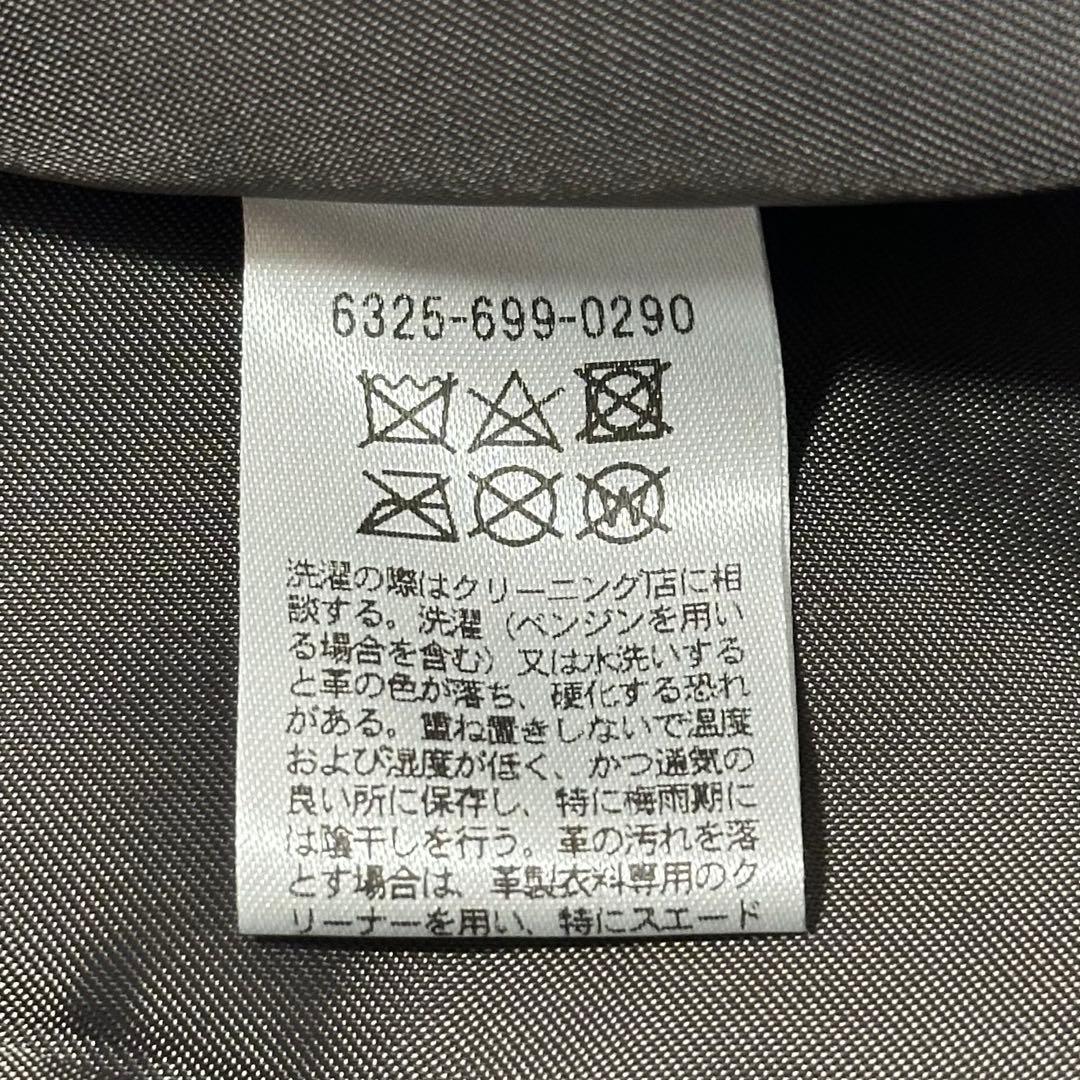 6325-699-0290
洗濯の際はクリーニング店に相
談する。洗濯（ベンジンを用い
る場合を含む）又は水洗いする
と革の色が落ち、硬化する恐れ
がある。重ね置きしないで温度
および湿度が低く、かつ通気の
良い所に保存し、特に梅雨期に
は陰干しを行う。革の汚れを落
とす場合は、革製衣料専用のク
リーナーを用い、特にスエード